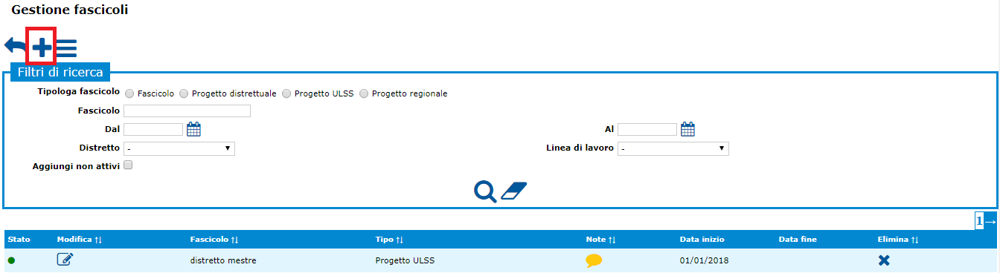 Gestione fascicoli
Filtri di ricerca
Tipologa fascicolo Fascicolo Progetto distrettuale Progetto ULSS Progetto regionale
Fascicolo
Dal Al
Distretto - Linea di lavoro -
Aggiungi non attivi
1→
Stato Modifica ↑↓ Fascicolo ↑↓ Tipo ↑↓ Note ↑↓ Data inizio Data fine Elimina ↑↓
distretto mestre Progetto ULSS 01/01/2018